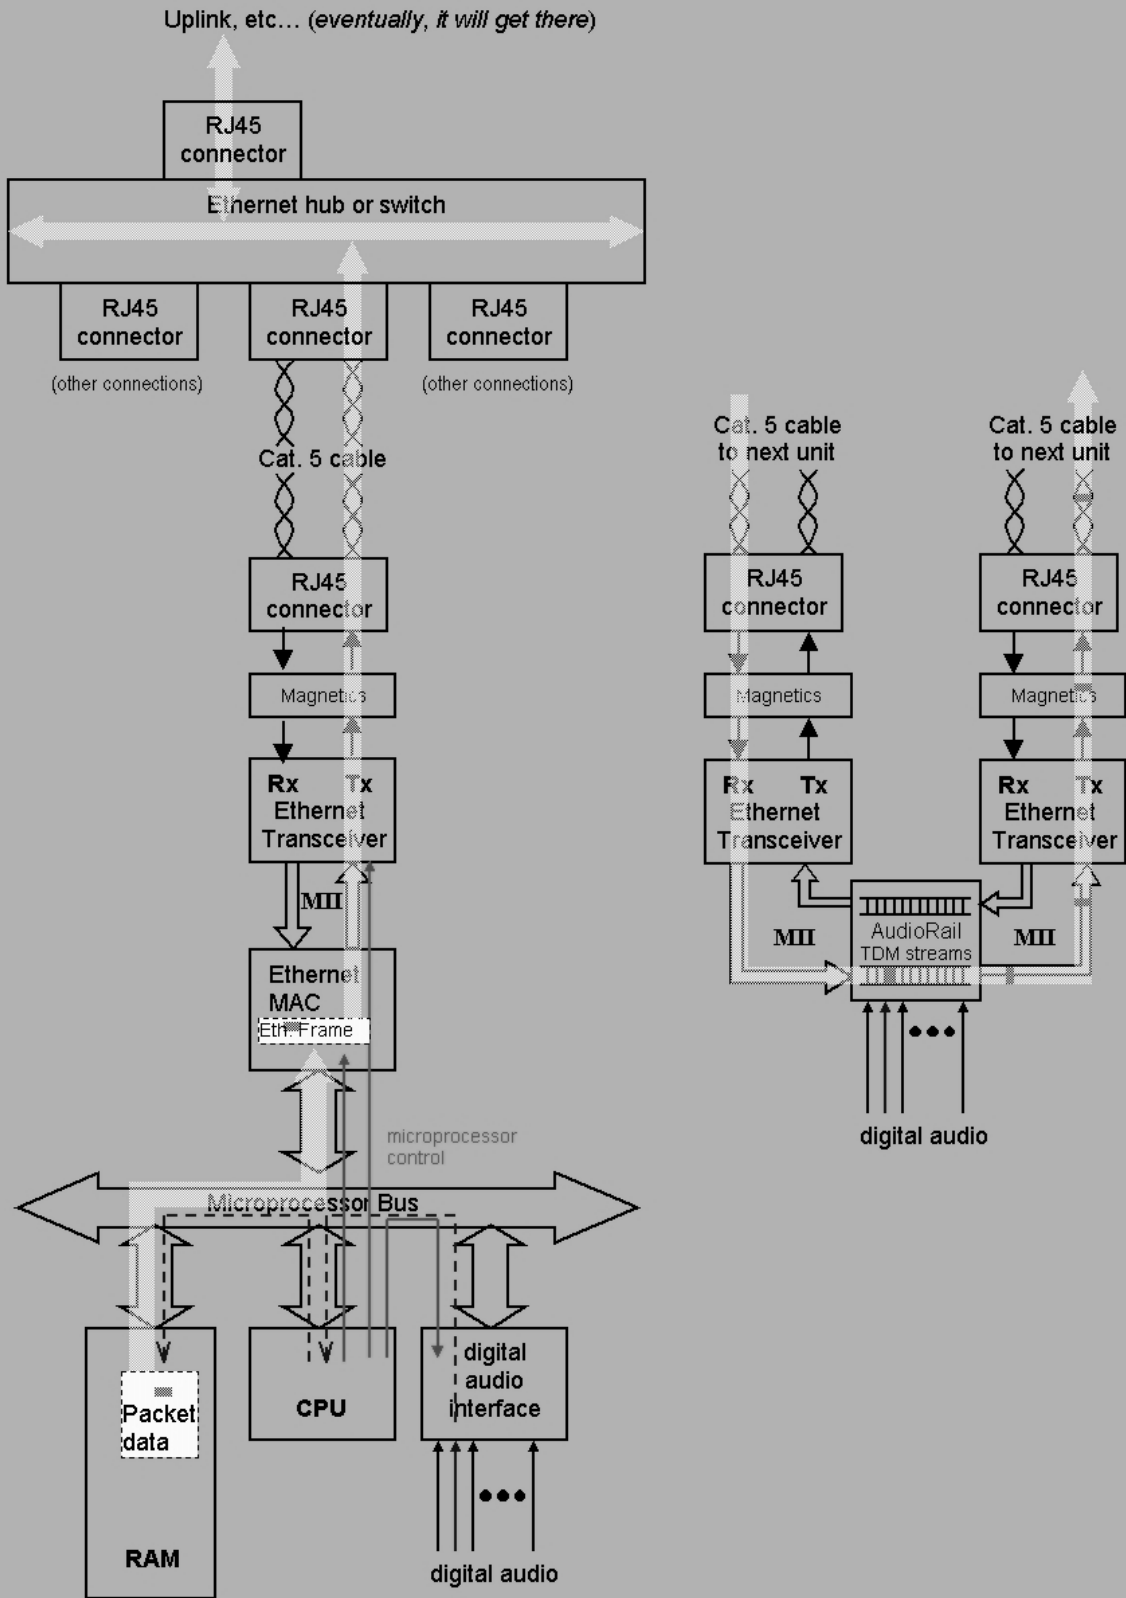 Uplink, etc... (eventually, it will get there)
RJ45
connector
Ethernet hub or switch
RJ45
connector
RJ45
connector
RJ45
connector
(other connections)
(other connections)
Cat. 5 cable
RJ45
connector
Magnetics
Rx Tx
Ethernet
Transceiver
MII
Ethernet
MAC
Eth. Frame
microprocessor
control
Microprocessor Bus
Packet
data
RAM
CPU
digital
audio
interface
digital audio
Cat. 5 cable
to next unit
Cat. 5 cable
to next unit
RJ45
connector
RJ45
connector
Magnetics
Magnetics
Rx Tx
Ethernet
Transceiver
Rx Tx
Ethernet
Transceiver
MII
AudioRail
TDM streams
MII
digital audio